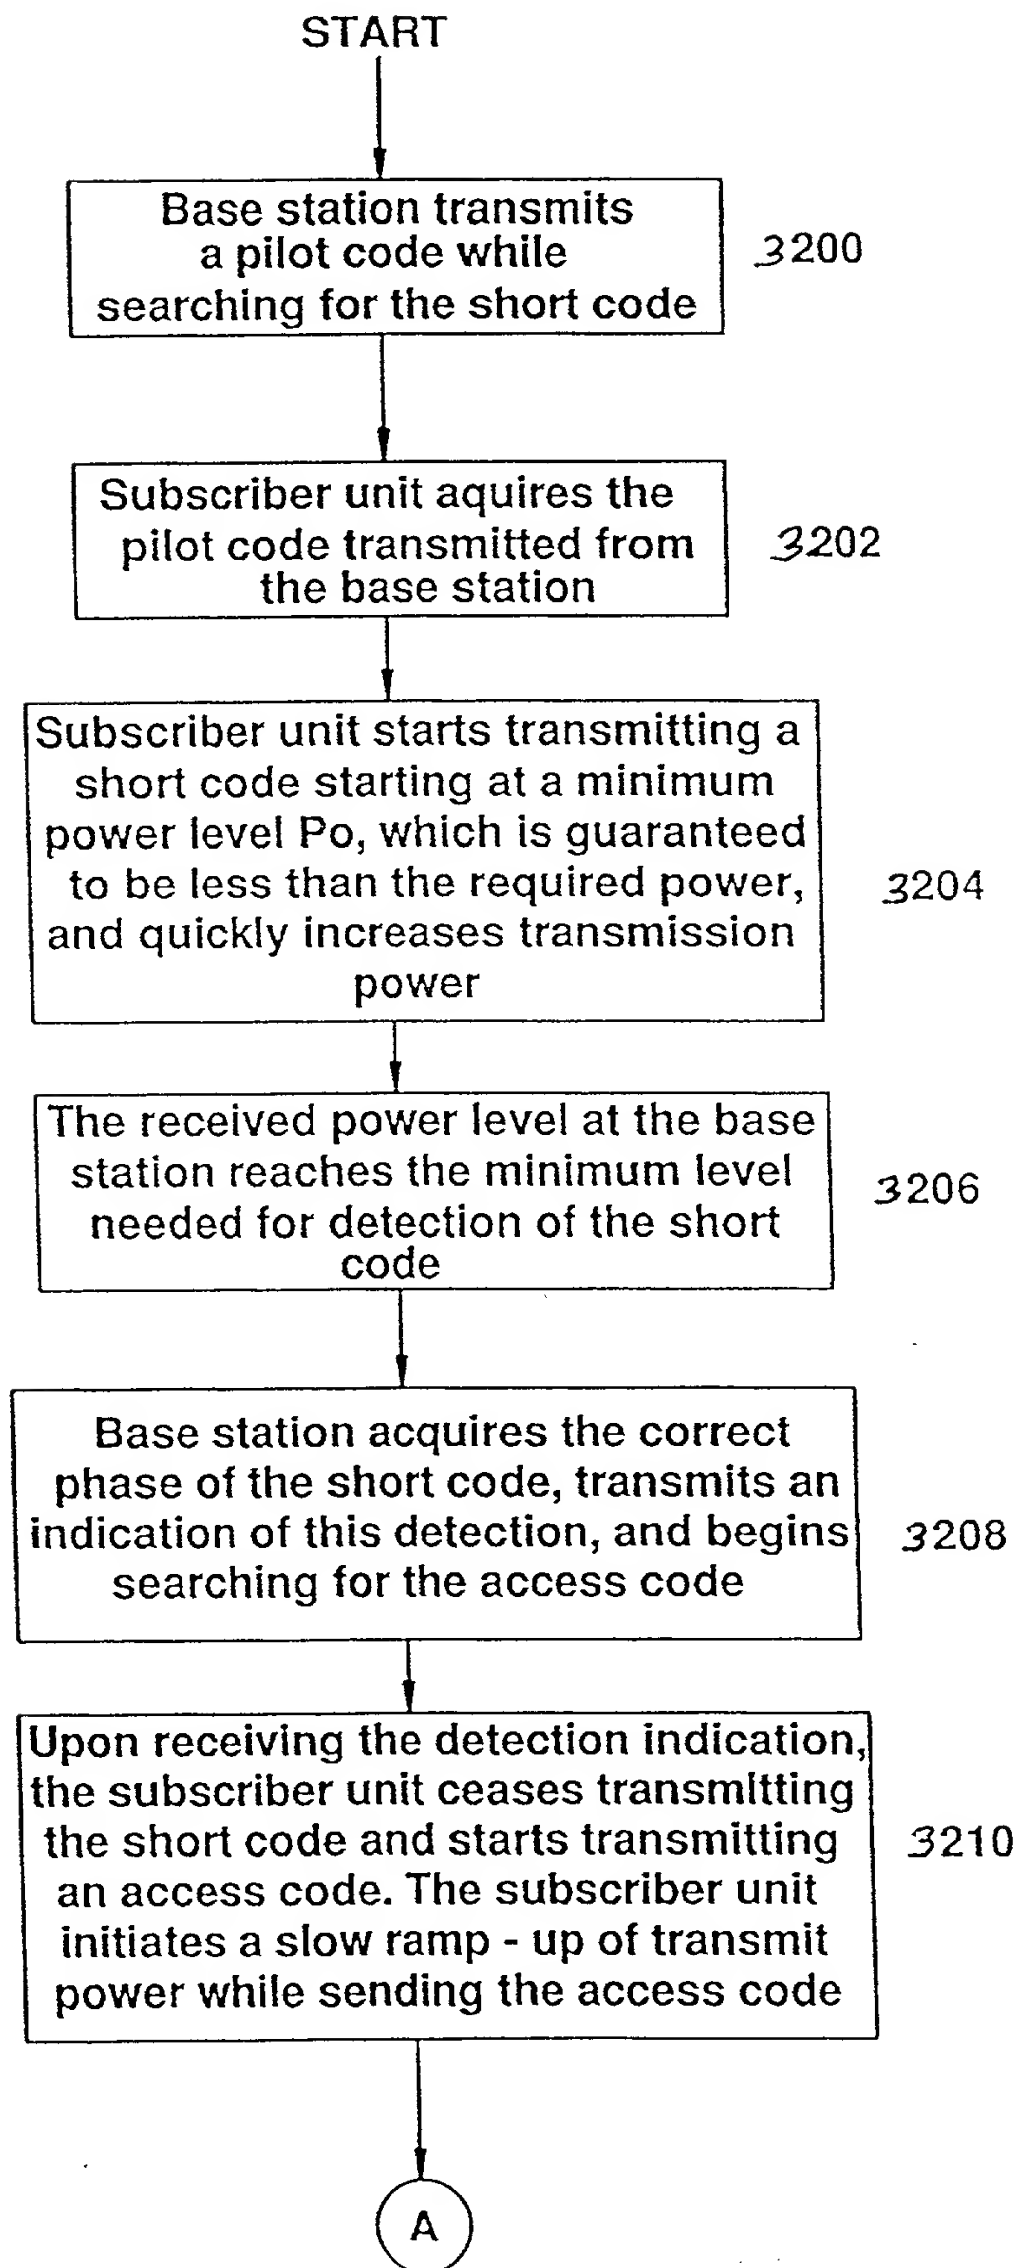 START
Base station transmits
a pilot code while
searching for the short code
3200
Subscriber unit aquires the
pilot code transmitted from
the base station
3202
Subscriber unit starts transmitting a
short code starting at a minimum
power level Po, which is guaranteed
to be less than the required power,
and quickly increases transmission
power
3204
The received power level at the base
station reaches the minimum level
needed for detection of the short
code
3206
Base station acquires the correct
phase of the short code, transmits an
indication of this detection, and begins
searching for the access code
3208
Upon receiving the detection indication,
the subscriber unit ceases transmitting
the short code and starts transmitting
an access code. The subscriber unit
initiates a slow ramp - up of transmit
power while sending the access code
3210
A